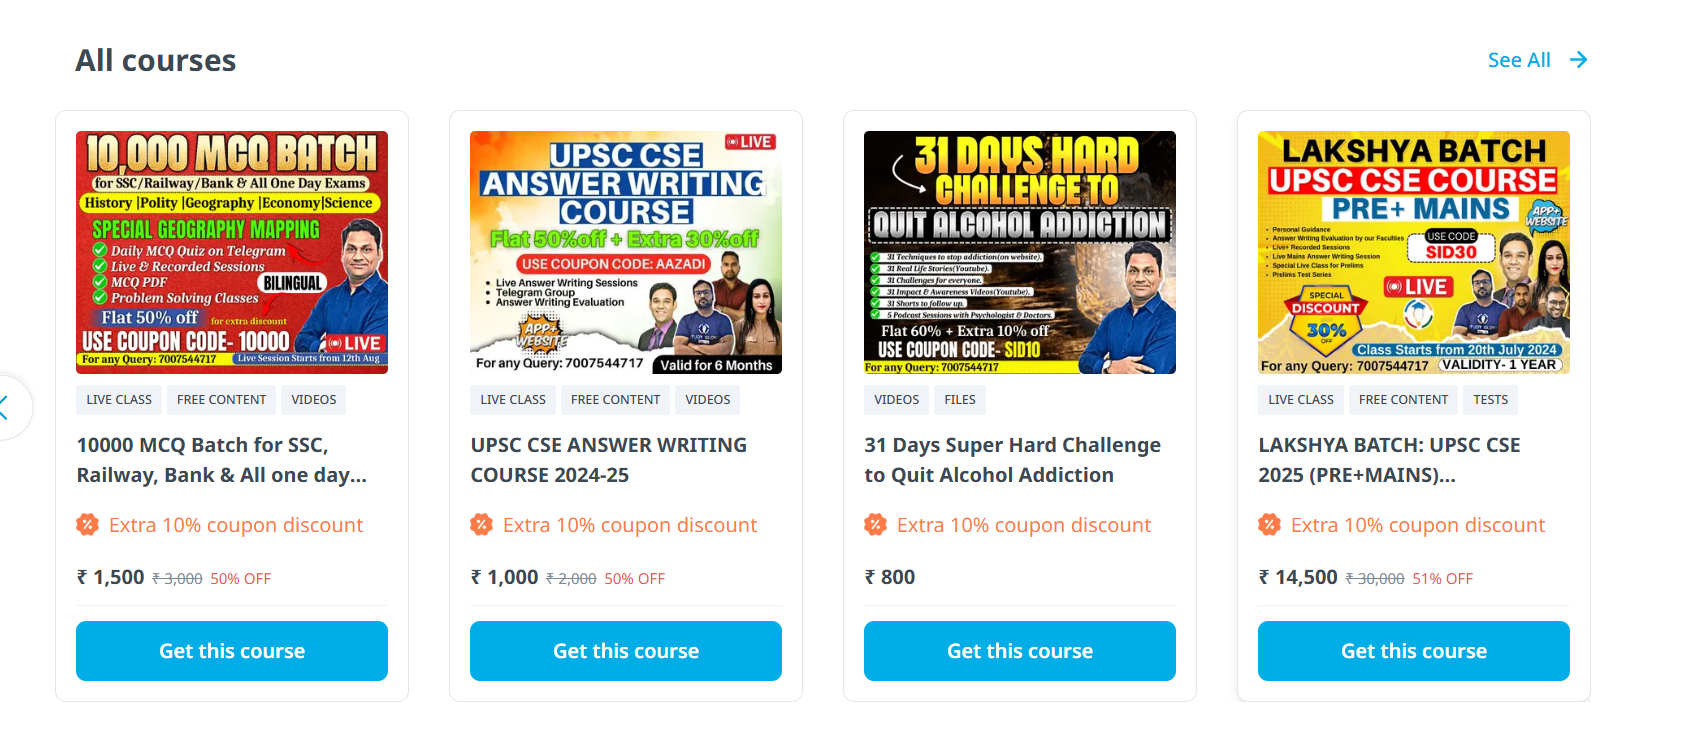 All courses
See All
10,000 MCQ BATCH
for SSC/Railway/Bank & All One Day Exams
History |Polity |Geography |Economy|Science
SPECIAL GEOGRAPHY MAPPING
Daily MCQ Quiz on Telegram
Live & Recorded Sessions
MCQ PDF
BILINGUAL
Problem Solving Classes
Flat 50% off for extra discount
USE COUPON CODE- 10000
LIVE
For any Query: 7007544717
Live Session Starts from 12th Aug
LIVE CLASS
FREE CONTENT
VIDEOS
10000 MCQ Batch for SSC,
Railway, Bank & All one day...
Extra 10% coupon discount
₹ 1,500 ₹ 3,000 50% OFF
Get this course
LIVE
UPSC CSE
ANSWER WRITING
COURSE
Flat 50%off + Extra 30%off
USE COUPON CODE: AAZADI
Live Answer Writing Sessions
Telegram Group
Answer Writing Evaluation
APP+
WEBSITE
For any Query: 7007544717
Valid for 6 Months
LIVE CLASS
FREE CONTENT
VIDEOS
UPSC CSE ANSWER WRITING
COURSE 2024-25
Extra 10% coupon discount
₹ 1,000 ₹ 2,000 50% OFF
Get this course
31 DAYS HARD
CHALLENGE TO
QUIT ALCOHOL ADDICTION
31 Techniques to stop addiction(on website).
31 Real Life Stories(Youtube).
31 Challenges for everyone.
31 Impact & Awareness Videos(Youtube).
31 Shorts to follow up.
5 Podcast Sessions with Psychologist & Doctors.
Flat 60% + Extra 10% off
USE COUPON CODE- SID10
For any Query: 7007544717
VIDEOS
FILES
31 Days Super Hard Challenge
to Quit Alcohol Addiction
Extra 10% coupon discount
₹ 800
Get this course
LAKSHYA BATCH
UPSC CSE COURSE
PRE+ MAINS
APP+
WEBSITE
Personal Guidance
Answer Writing Evaluation by our Faculties
Live+ Recorded Sessions
Live Mains Answer Writing Session
Special Live Class for Prelims
Prelims Test Series
USE CODE
SID30
LIVE
SPECIAL
DISCOUNT
30%
OFF
Class Starts from 20th July 2024
For any Query: 7007544717
VALIDITY- 1 YEAR
LIVE CLASS
FREE CONTENT
TESTS
LAKSHYA BATCH: UPSC CSE
2025 (PRE+MAINS)...
Extra 10% coupon discount
₹ 14,500 ₹ 30,000 51% OFF
Get this course